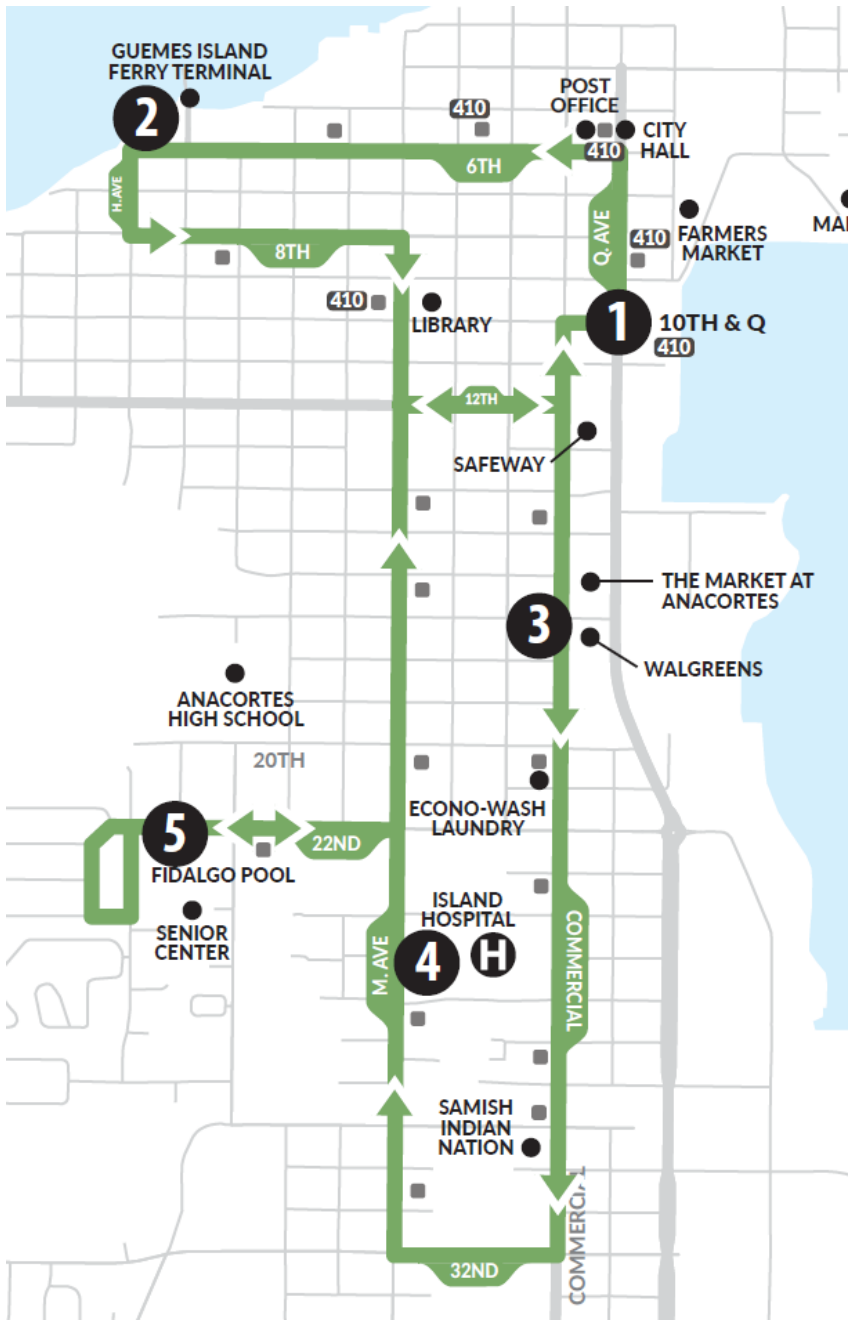 GUEMES ISLAND
FERRY TERMINAL
2
410
POST
OFFICE
CITY
HALL
410
6TH
H. AVE
Q. AVE
FARMERS
MARKET
410
8TH
410
LIBRARY
1
10TH & Q
410
12TH
SAFEWAY
THE MARKET AT
ANACORTES
3
WALGREENS
ANACORTES
HIGH SCHOOL
20TH
ECONO-WASH
LAUNDRY
5
22ND
FIDALGO POOL
SENIOR
CENTER
ISLAND
HOSPITAL
H
4
M. AVE
COMMERCIAL
SAMISH
INDIAN
NATION
COMMERCIAL
32ND